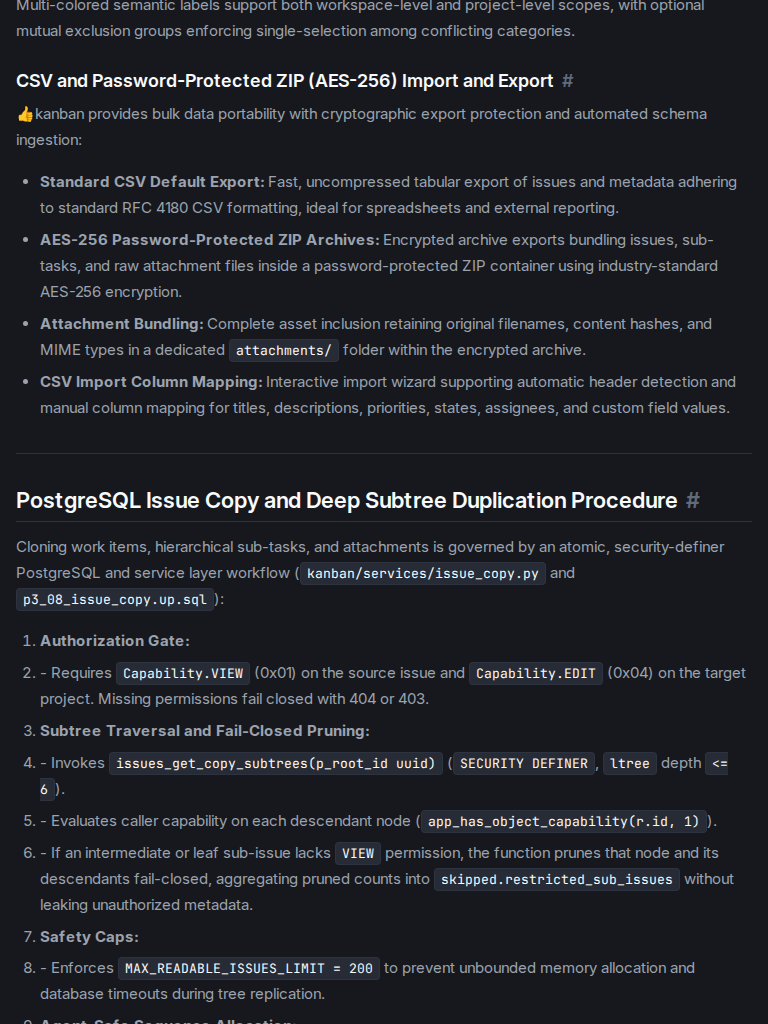 Multi-colored semantic labels support both workspace-level and project-level scopes, with optional
mutual exclusion groups enforcing single-selection among conflicting categories.
CSV and Password-Protected ZIP (AES-256) Import and Export #
👍kanban provides bulk data portability with cryptographic export protection and automated schema
ingestion:
• Standard CSV Default Export: Fast, uncompressed tabular export of issues and metadata adhering
to standard RFC 4180 CSV formatting, ideal for spreadsheets and external reporting.
• AES-256 Password-Protected ZIP Archives: Encrypted archive exports bundling issues, sub-
tasks, and raw attachment files inside a password-protected ZIP container using industry-standard
AES-256 encryption.
• Attachment Bundling: Complete asset inclusion retaining original filenames, content hashes, and
MIME types in a dedicated attachments/ folder within the encrypted archive.
• CSV Import Column Mapping: Interactive import wizard supporting automatic header detection and
manual column mapping for titles, descriptions, priorities, states, assignees, and custom field values.
PostgreSQL Issue Copy and Deep Subtree Duplication Procedure #
Cloning work items, hierarchical sub-tasks, and attachments is governed by an atomic, security-definer
PostgreSQL and service layer workflow (kanban/services/issue_copy.py and
p3_08_issue_copy.up.sql):
1. Authorization Gate:
2. - Requires Capability.VIEW (0x01) on the source issue and Capability.EDIT (0x04) on the target
project. Missing permissions fail closed with 404 or 403.
3. Subtree Traversal and Fail-Closed Pruning:
4. - Invokes issues_get_copy_subtrees(p_root_id uuid) (SECURITY DEFINER, ltree depth <=
6).
5. - Evaluates caller capability on each descendant node (app_has_object_capability(r.id, 1)).
6. - If an intermediate or leaf sub-issue lacks VIEW permission, the function prunes that node and its
descendants fail-closed, aggregating pruned counts into skipped.restricted_sub_issues without
leaking unauthorized metadata.
7. Safety Caps:
8. - Enforces MAX_READABLE_ISSUES_LIMIT = 200 to prevent unbounded memory allocation and
database timeouts during tree replication.
9. Agent-Safe Sequence Allocation: